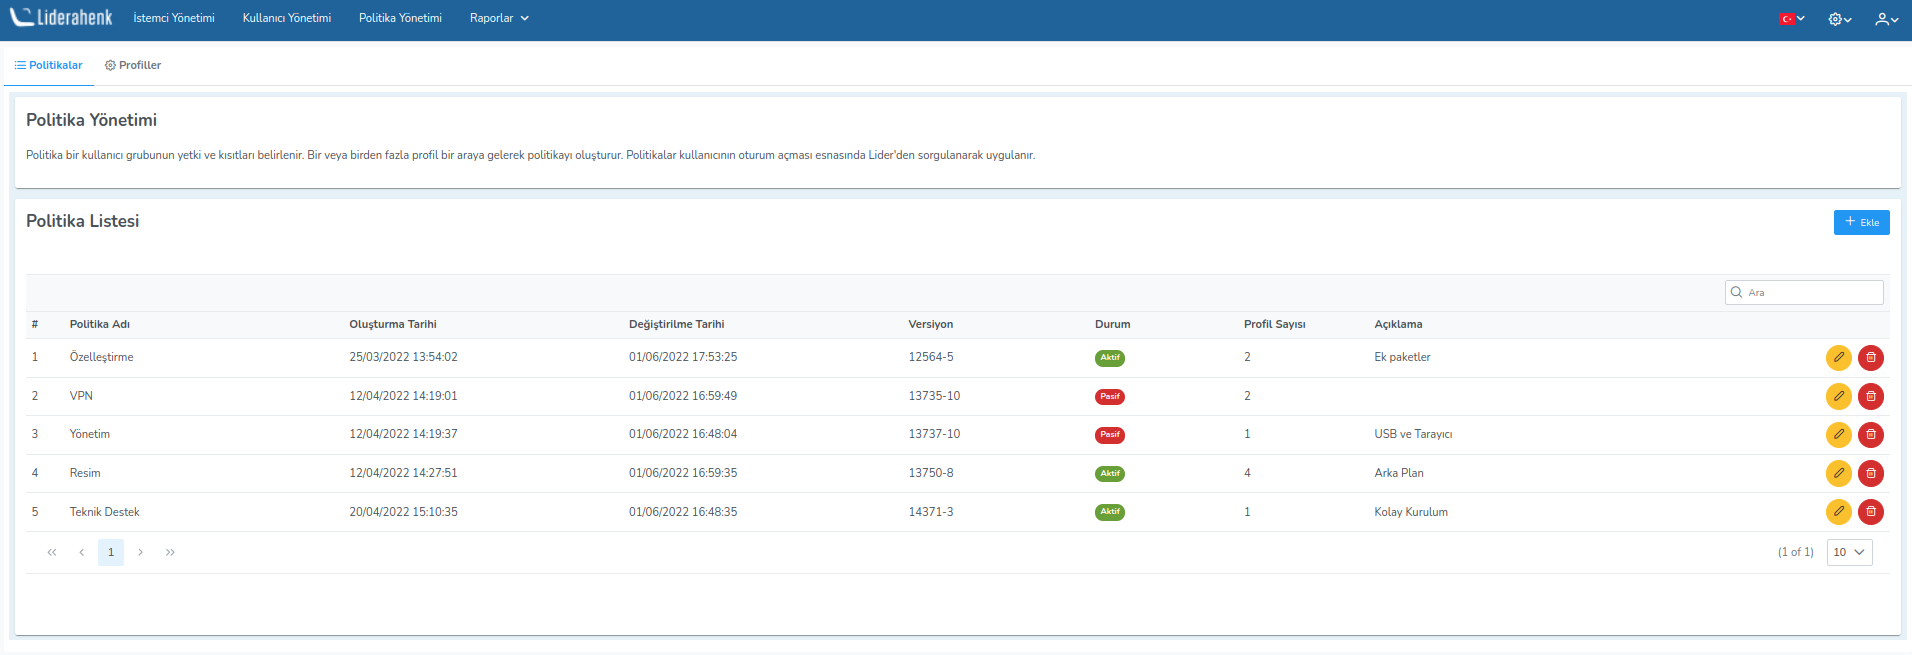 Liderahenk İstemci Yönetimi Kullanıcı Yönetimi Politika Yönetimi Raporlar
Politikalar Profiller
Politika Yönetimi
Politika bir kullanıcı grubunun yetki ve kısıtları belirlenir. Bir veya birden fazla profil bir araya gelerek politikayı oluşturur. Politikalar kullanıcının oturum açması esnasında Lider'den sorgulanarak uygulanır.
Politika Listesi
Ekle
Ara
# Politika Adı Oluşturma Tarihi Değiştirilme Tarihi Versiyon Durum Profil Sayısı Açıklama
1 Özelleştirme 25/03/2022 13:54:02 01/06/2022 17:53:25 12564-5 Aktif 2 Ek paketler
2 VPN 12/04/2022 14:19:01 01/06/2022 16:59:49 13735-10 Pasif 2
3 Yönetim 12/04/2022 14:19:37 01/06/2022 16:48:04 13737-10 Pasif 1 USB ve Tarayıcı
4 Resim 12/04/2022 14:27:51 01/06/2022 16:59:35 13750-8 Aktif 4 Arka Plan
5 Teknik Destek 20/04/2022 15:10:35 01/06/2022 16:48:35 14371-3 Aktif 1 Kolay Kurulum
1 (1 of 1) 10